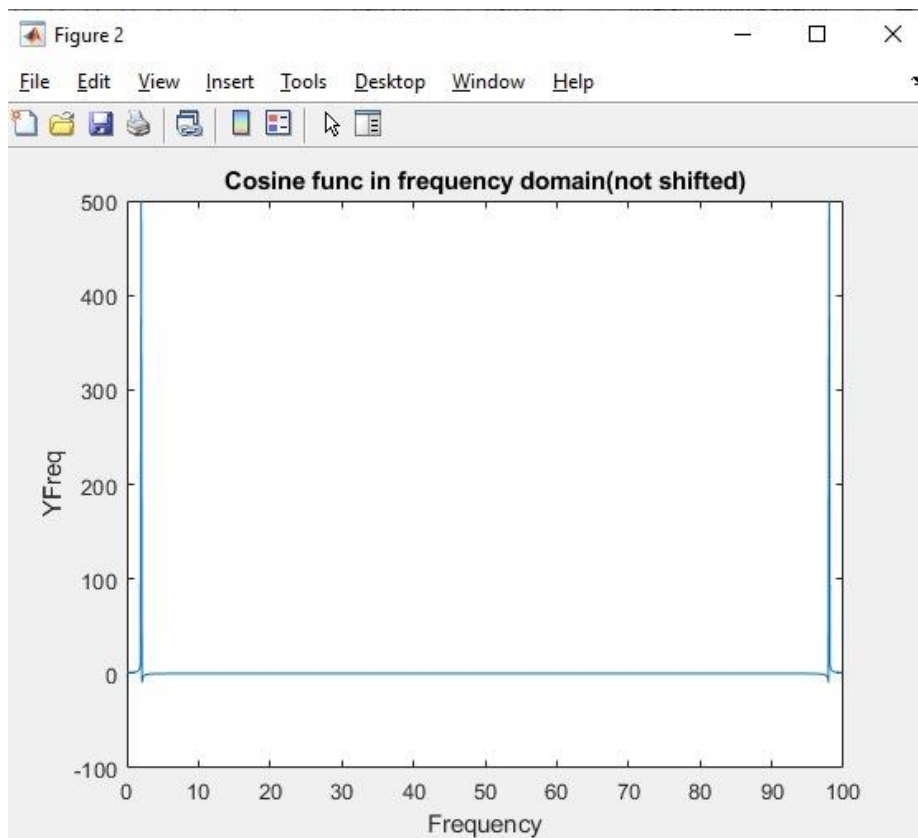 Figure 2
File Edit View Insert Tools Desktop Window Help
Cosine func in frequency domain(not shifted)
500
400
300
200
100
0
-100
YFreq
0 10 20 30 40 50 60 70 80 90 100
Frequency